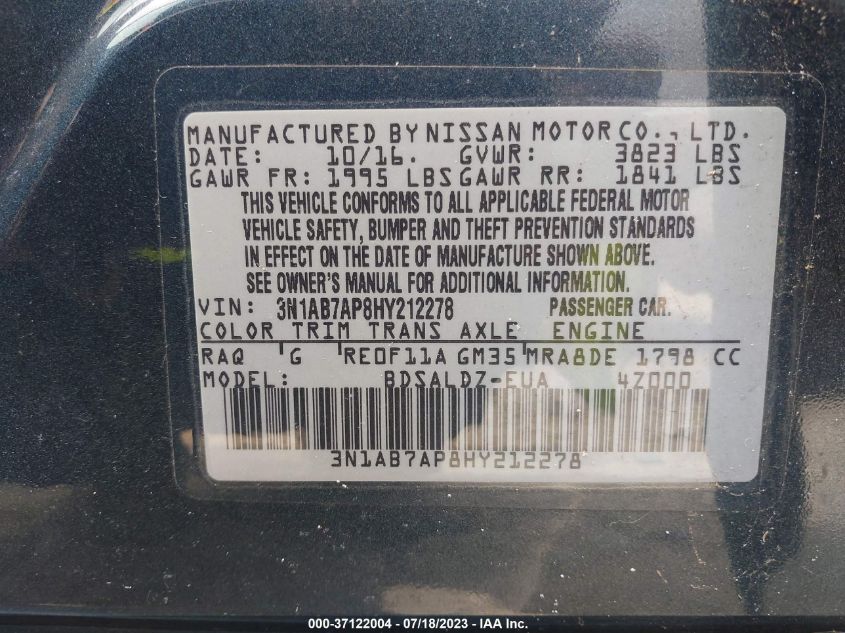 MANUFACTURED BY NISSAN MOTOR CO., LTD.
DATE: 10/16. GVWR: 3823 LBS
GAWR FR: 1995 LBS GAWR RR: 1841 LBS
THIS VEHICLE CONFORMS TO ALL APPLICABLE FEDERAL MOTOR
VEHICLE SAFETY, BUMPER AND THEFT PREVENTION STANDARDS
IN EFFECT ON THE DATE OF MANUFACTURE SHOWN ABOVE.
SEE OWNER'S MANUAL FOR ADDITIONAL INFORMATION.
VIN: 3N1AB7AP8HY212278 PASSENGER CAR.
COLOR TRIM TRANS AXLE ENGINE
RAQ G RE0F11A GM35 MRA8DE 1798 CC
MODEL: BDSALDZ-EUA 4Z000
3N1AB7AP8HY212278
000-37122004 / 07/18/2023 - Copyright © IAA, Inc.